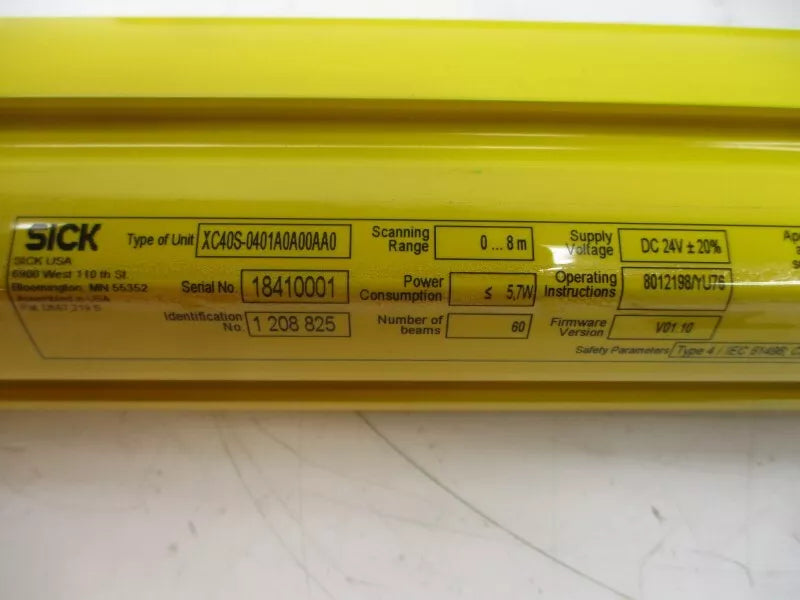 SICK
SICK USA
6900 West 110 th St.
Bloomington, MN 55352
Assembled in USA
Type of Unit XC40S-0401A0A00AA0
Serial No. 18410001
Identification No. 1 208 825
Scanning Range 0 ... 8 m
Power Consumption ≤ 5,7W
Number of beams 60
Supply Voltage DC 24V ± 20%
Operating Instructions 8012198/YU76
Firmware Version V01.10
Safety Parameters Type 4 / IEC 61496;